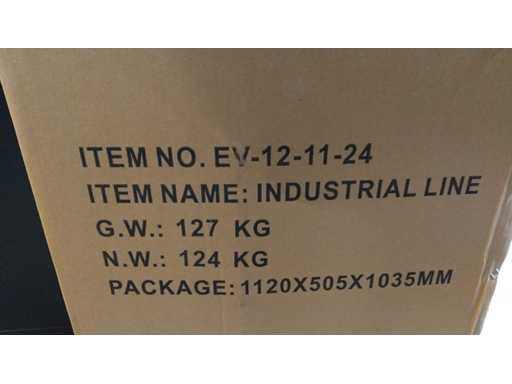 ITEM NO. EV-12-11-24
ITEM NAME: INDUSTRIAL LINE
G.W.: 127 KG
N.W.: 124 KG
PACKAGE: 1120X505X1035MM